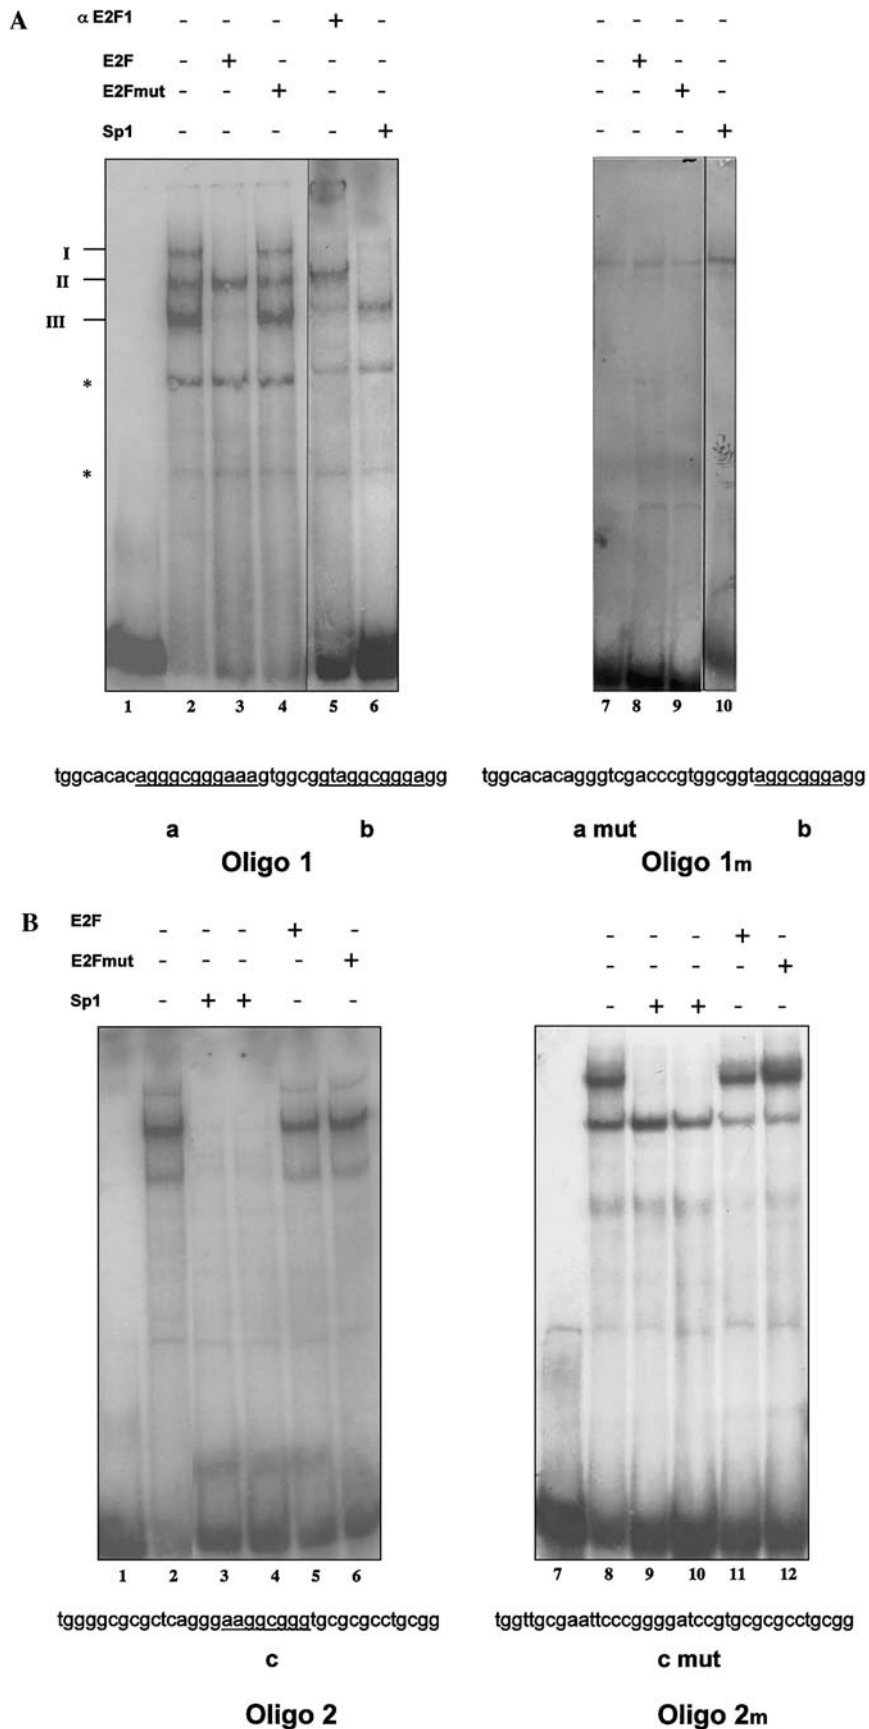 A
α E2F1 - - - + - - - - -
E2F - + - - - - + - -
E2Fmut - - + - - - - + -
Sp1 - - - - + - - - +
I
II
III
*
*
1 2 3 4 5 6 7 8 9 10
tggcacacagggcgggaaagtggcggtaggcgggagg tggcacacagggtcgacccgtggcggtaggcgggagg
a b a mut b
Oligo 1 Oligo 1m
B
E2F - - - + - - - - + -
E2Fmut - - - - + - - - - +
Sp1 - + + - - - + + - -
1 2 3 4 5 6 7 8 9 10 11 12
tggggcgcgctcagggaaggcgggtgcgcgcctgcgg tggttgcgaattcccggggatccgtgcgcgcctgcgg
c c mut
Oligo 2 Oligo 2m